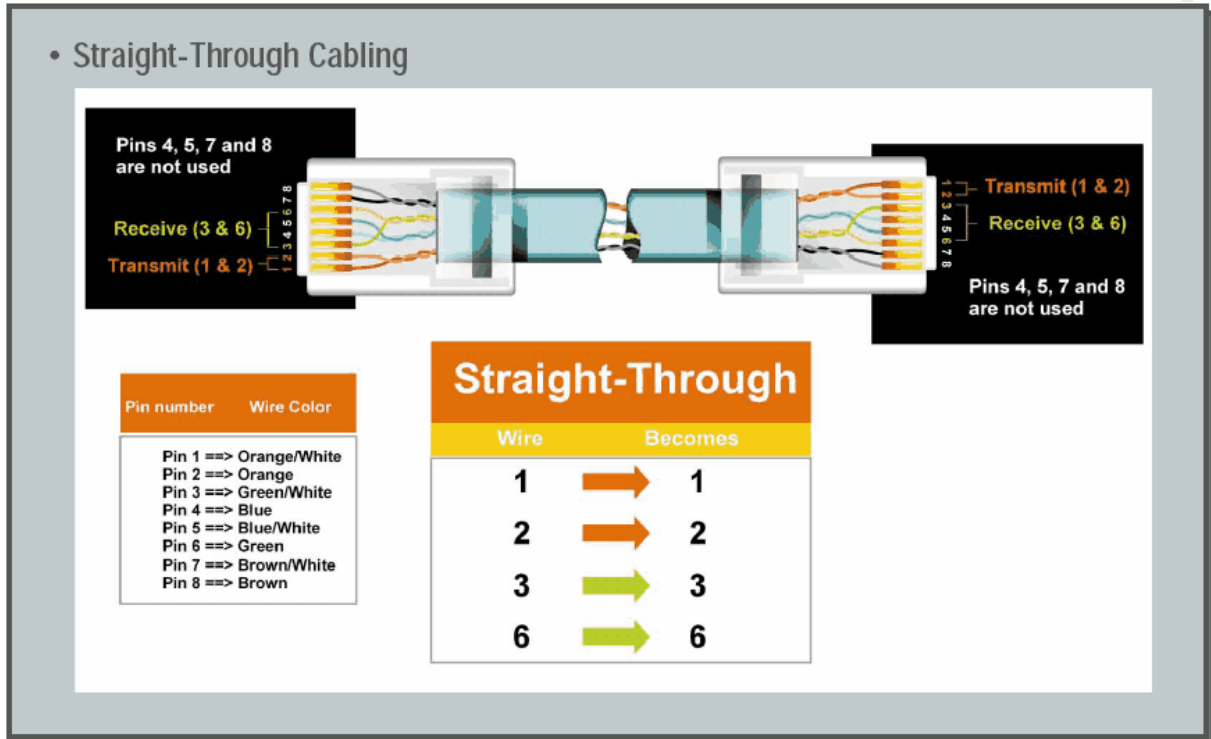 • Straight-Through Cabling
Pins 4, 5, 7 and 8
are not used
Receive (3 & 6)
Transmit (1 & 2)
8
7
6
5
4
3
2
1
1
2
3
4
5
6
7
8
Transmit (1 & 2)
Receive (3 & 6)
Pins 4, 5, 7 and 8
are not used
Pin number Wire Color
Pin 1 ==> Orange/White
Pin 2 ==> Orange
Pin 3 ==> Green/White
Pin 4 ==> Blue
Pin 5 ==> Blue/White
Pin 6 ==> Green
Pin 7 ==> Brown/White
Pin 8 ==> Brown
Straight-Through
Wire Becomes
1 1
2 2
3 3
6 6